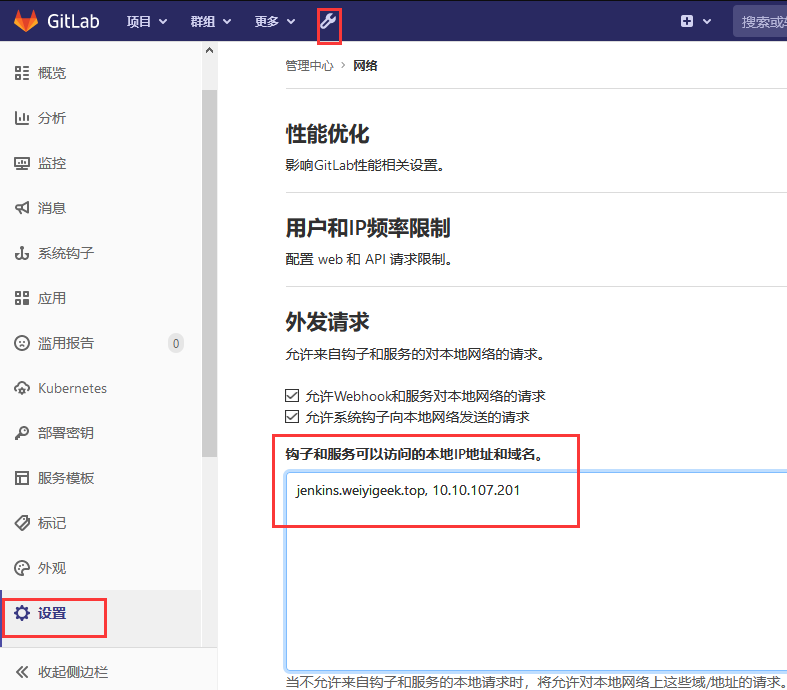 GitLab 项目 群组 更多 搜索或转
概览
分析
监控
消息
系统钩子
应用
滥用报告 0
Kubernetes
部署密钥
服务模板
标记
外观
设置
收起侧边栏
管理中心 › 网络
性能优化
影响GitLab性能相关设置。
用户和IP频率限制
配置 web 和 API 请求限制。
外发请求
允许来自钩子和服务的对本地网络的请求。
允许Webhook和服务对本地网络的请求
允许系统钩子向本地网络发送的请求
钩子和服务可以访问的本地IP地址和域名。
jenkins.weiyigeek.top, 10.10.107.201
当不允许来自钩子和服务的本地请求时，将允许对本地网络上这些域/地址的请求。